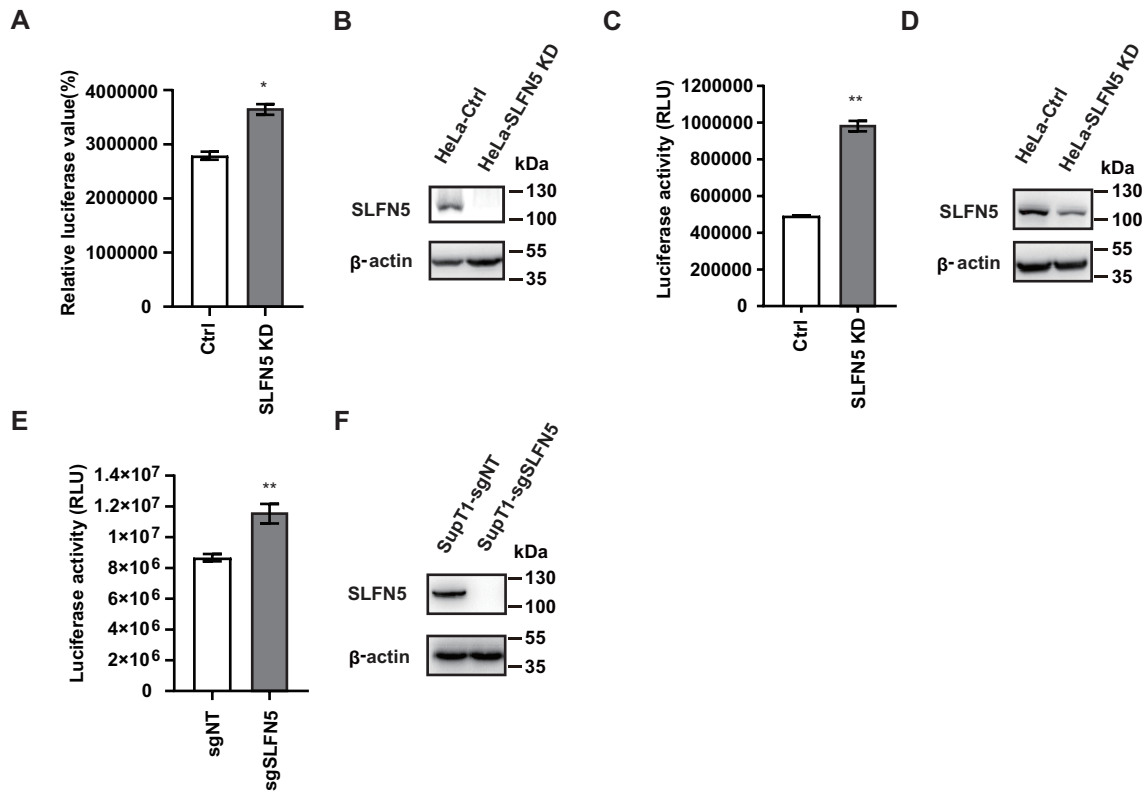 A
Relative luciferase value(%)
4000000
3000000
2000000
1000000
0
*
Ctrl
SLFN5 KD
B
HeLa-Ctrl
HeLa-SLFN5 KD
kDa
SLFN5
130
100
β-actin
55
35
C
Luciferase activity (RLU)
1200000
1000000
800000
600000
400000
200000
0
**
Ctrl
SLFN5 KD
D
HeLa-Ctrl
HeLa-SLFN5 KD
kDa
SLFN5
130
100
β-actin
55
35
E
Luciferase activity (RLU)
1.4×10⁷
1.2×10⁷
1×10⁷
8×10⁶
6×10⁶
4×10⁶
2×10⁶
0
**
sgNT
sgSLFN5
F
SupT1-sgNT
SupT1-sgSLFN5
kDa
SLFN5
130
100
β-actin
55
35